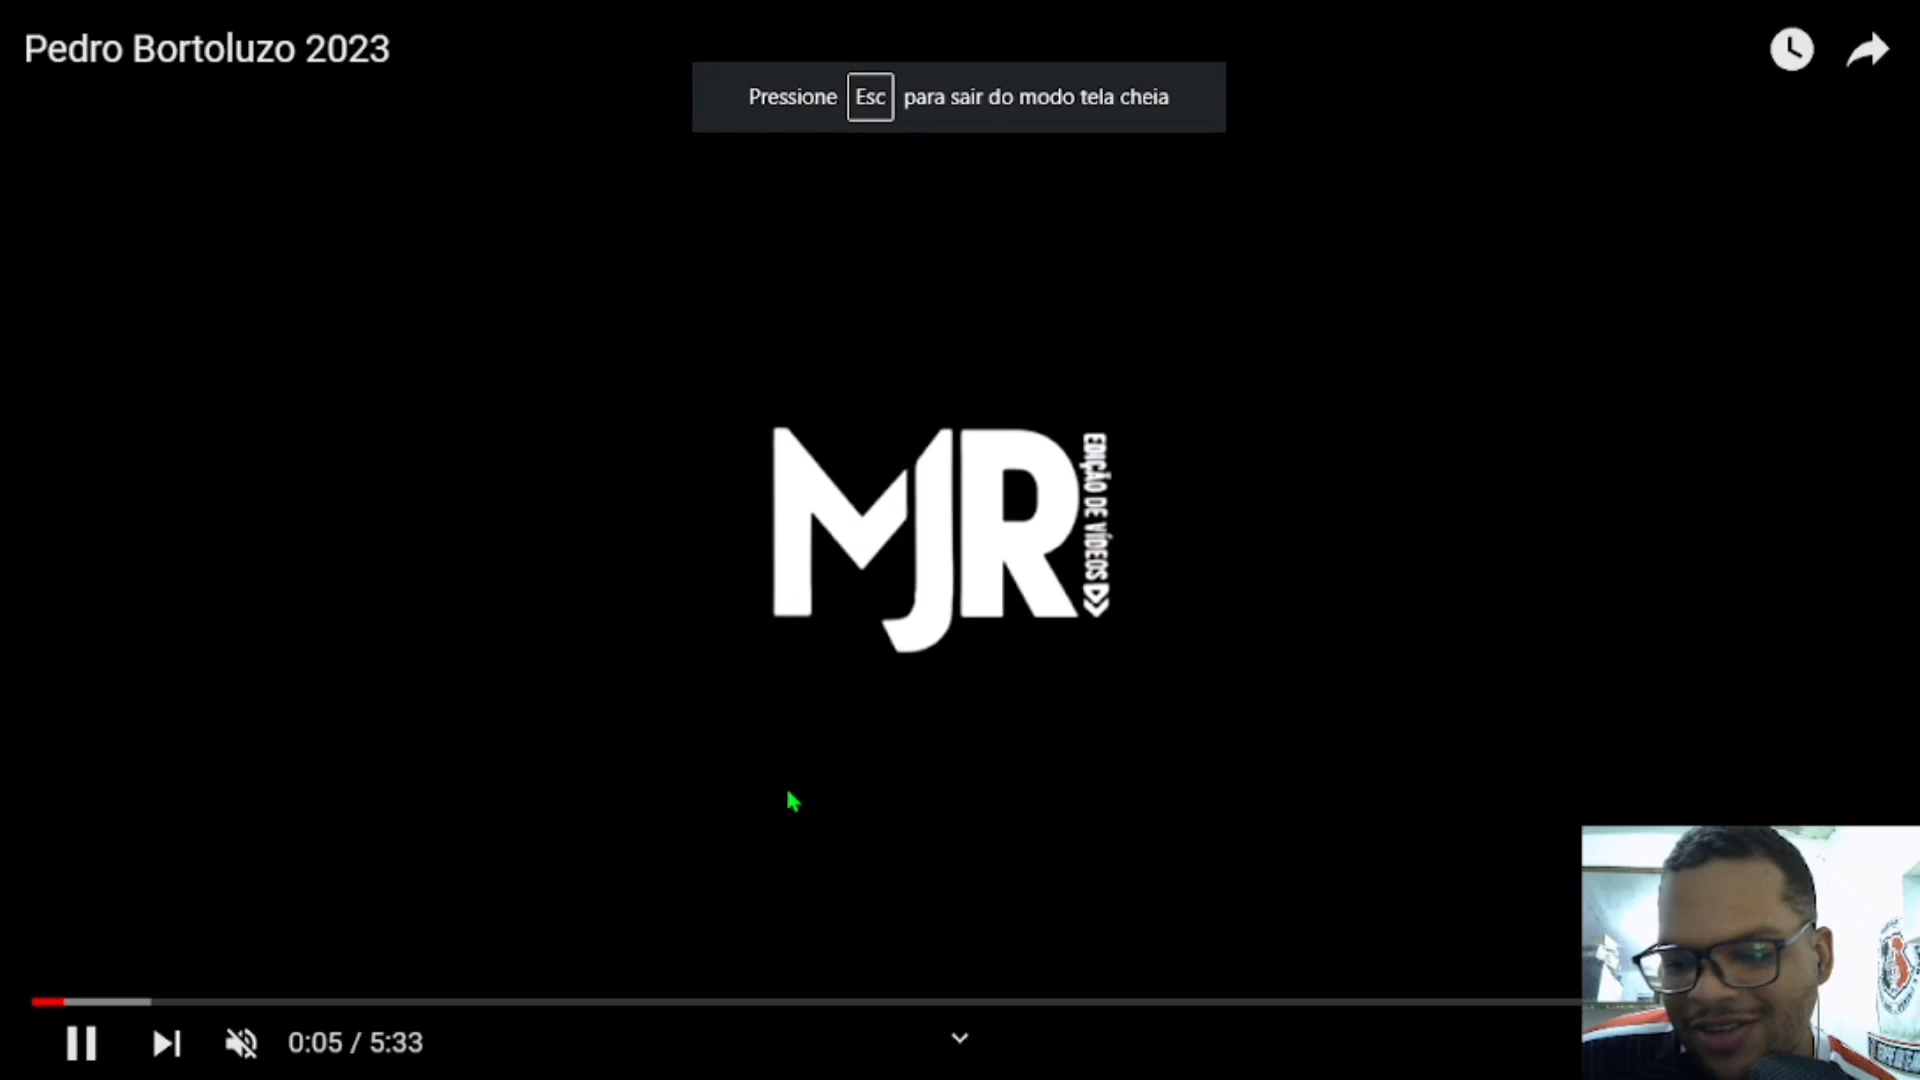 Pedro Bortoluzo 2023
Pressione Esc para sair do modo tela cheia
MJR
EDIÇÃO DE VÍDEOS
0:05 / 5:33